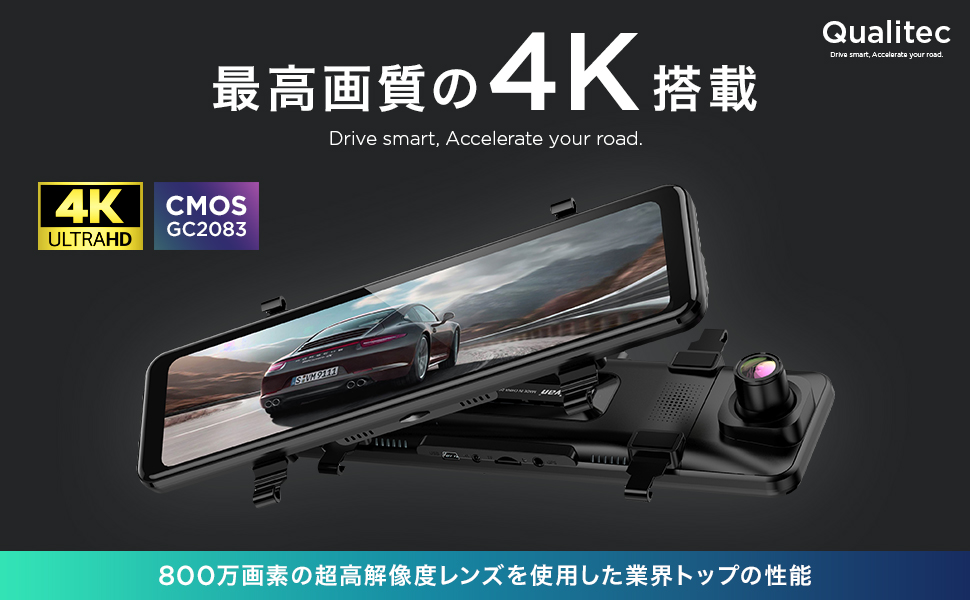 Qualitec
Drive smart, Accelerate your road.
最高画質の4K搭載
Drive smart, Accelerate your road.
4K
ULTRAHD
CMOS
GC2083
PORSCHE
S:VM9111
800万画素の超高解像度レンズを使用した業界トップの性能